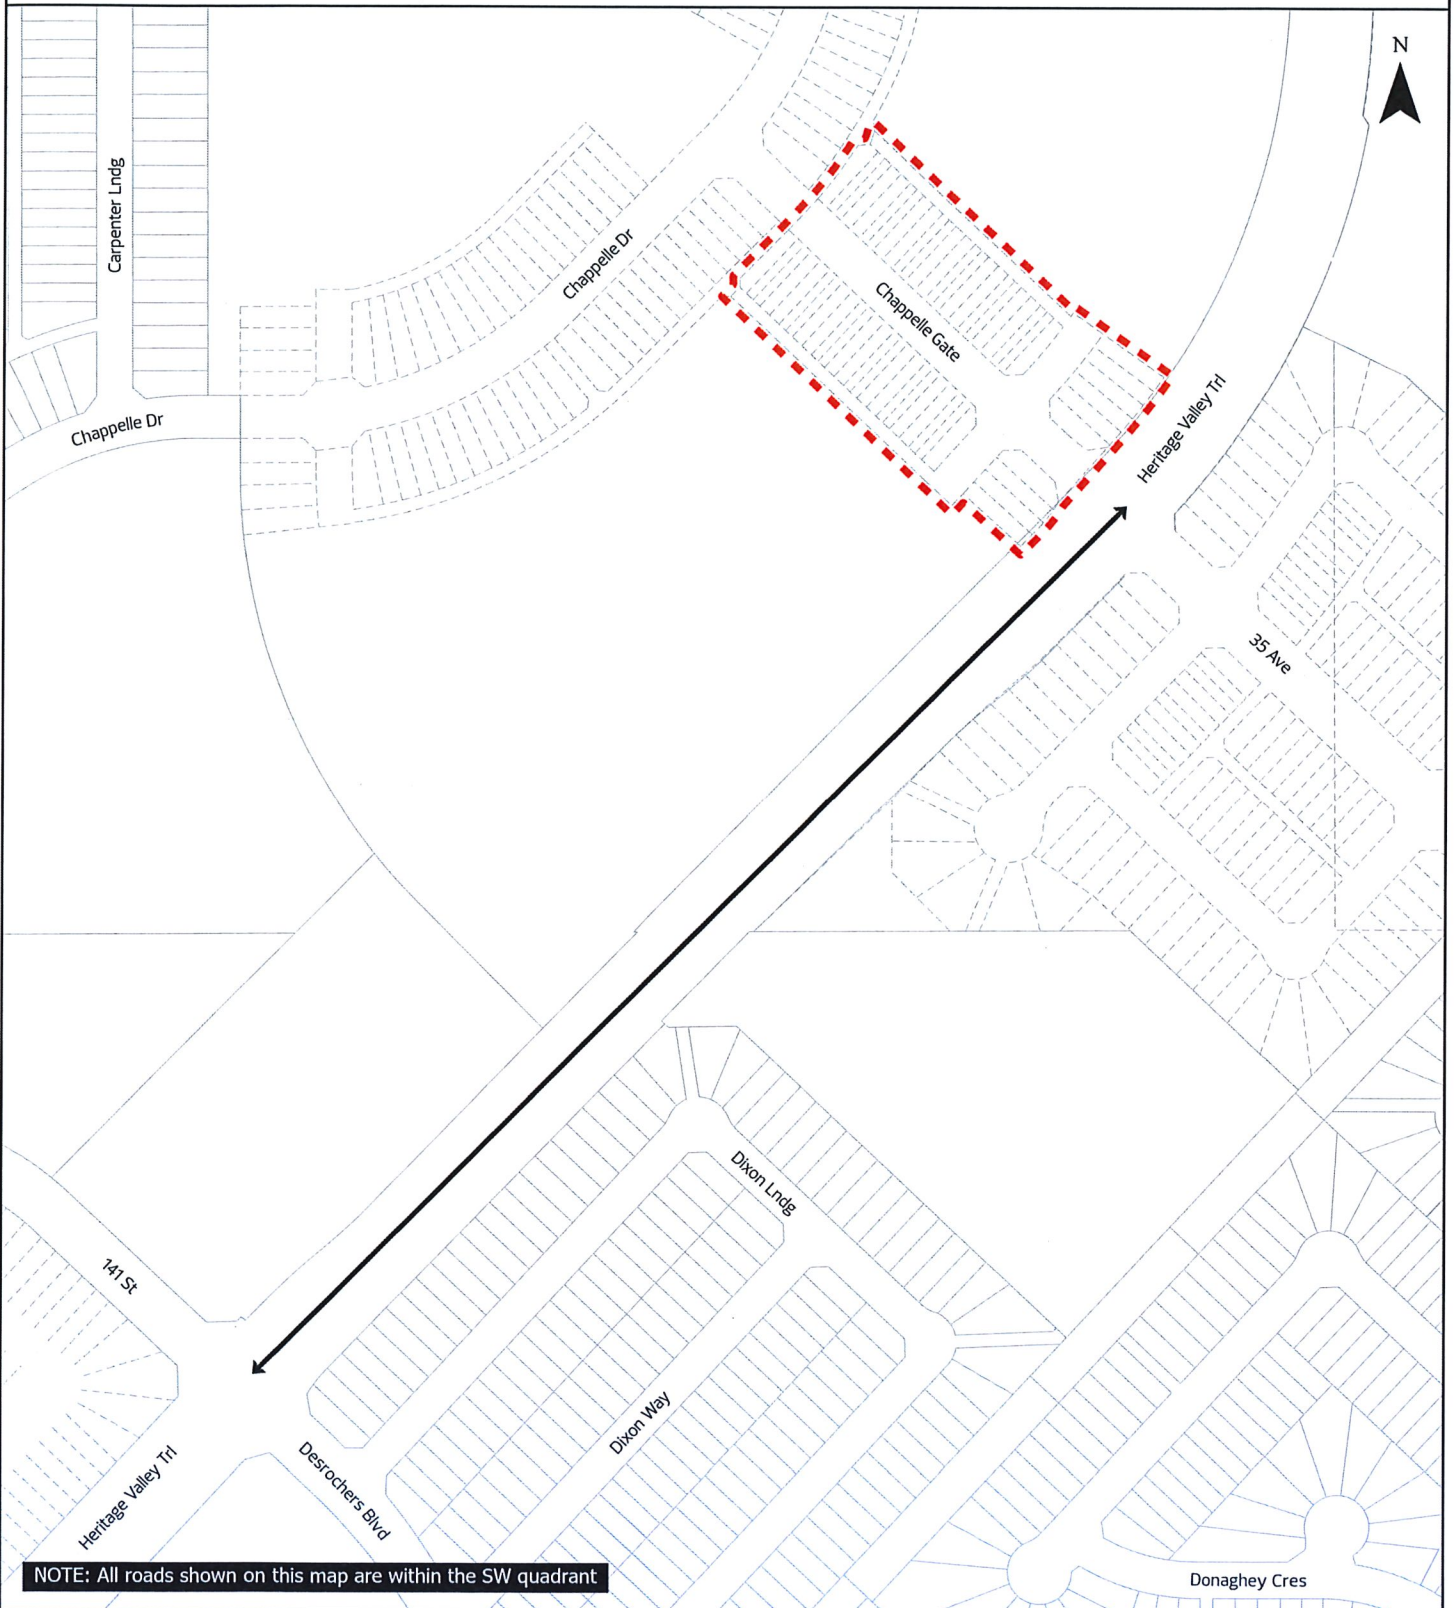 N
Carpenter Lndg
Chappelle Dr
Chappelle Gate
Heritage Valley Trl
Chappelle Dr
35 Ave
Dixon Lndg
141 St
Dixon Way
Heritage Valley Trl
Desrochers Blvd
NOTE: All roads shown on this map are within the SW quadrant
Donaghey Cres